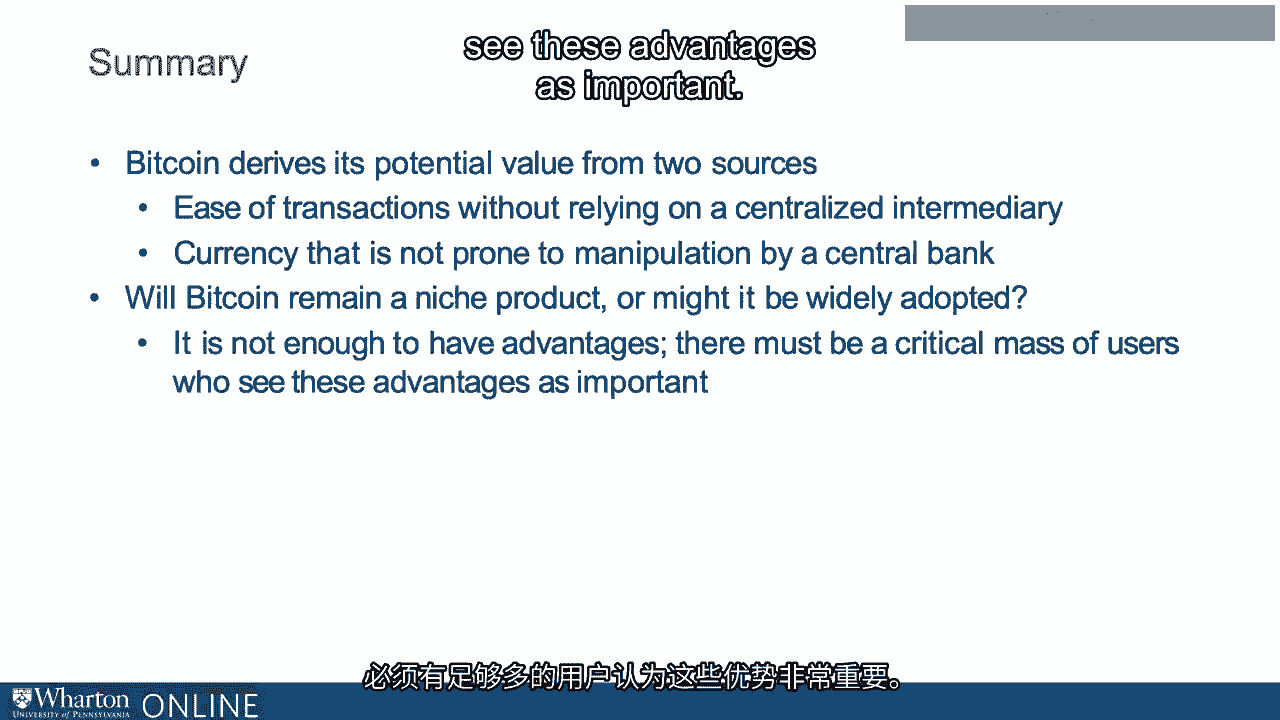 see these advantages
as important.
Summary
• Bitcoin derives its potential value from two sources
• Ease of transactions without relying on a centralized intermediary
• Currency that is not prone to manipulation by a central bank
• Will Bitcoin remain a niche product, or might it be widely adopted?
• It is not enough to have advantages; there must be a critical mass of users
who see these advantages as important
必须有足够多的用户认为这些优势非常重要。
Wharton ONLINE
UNIVERSITY of PENNSYLVANIA